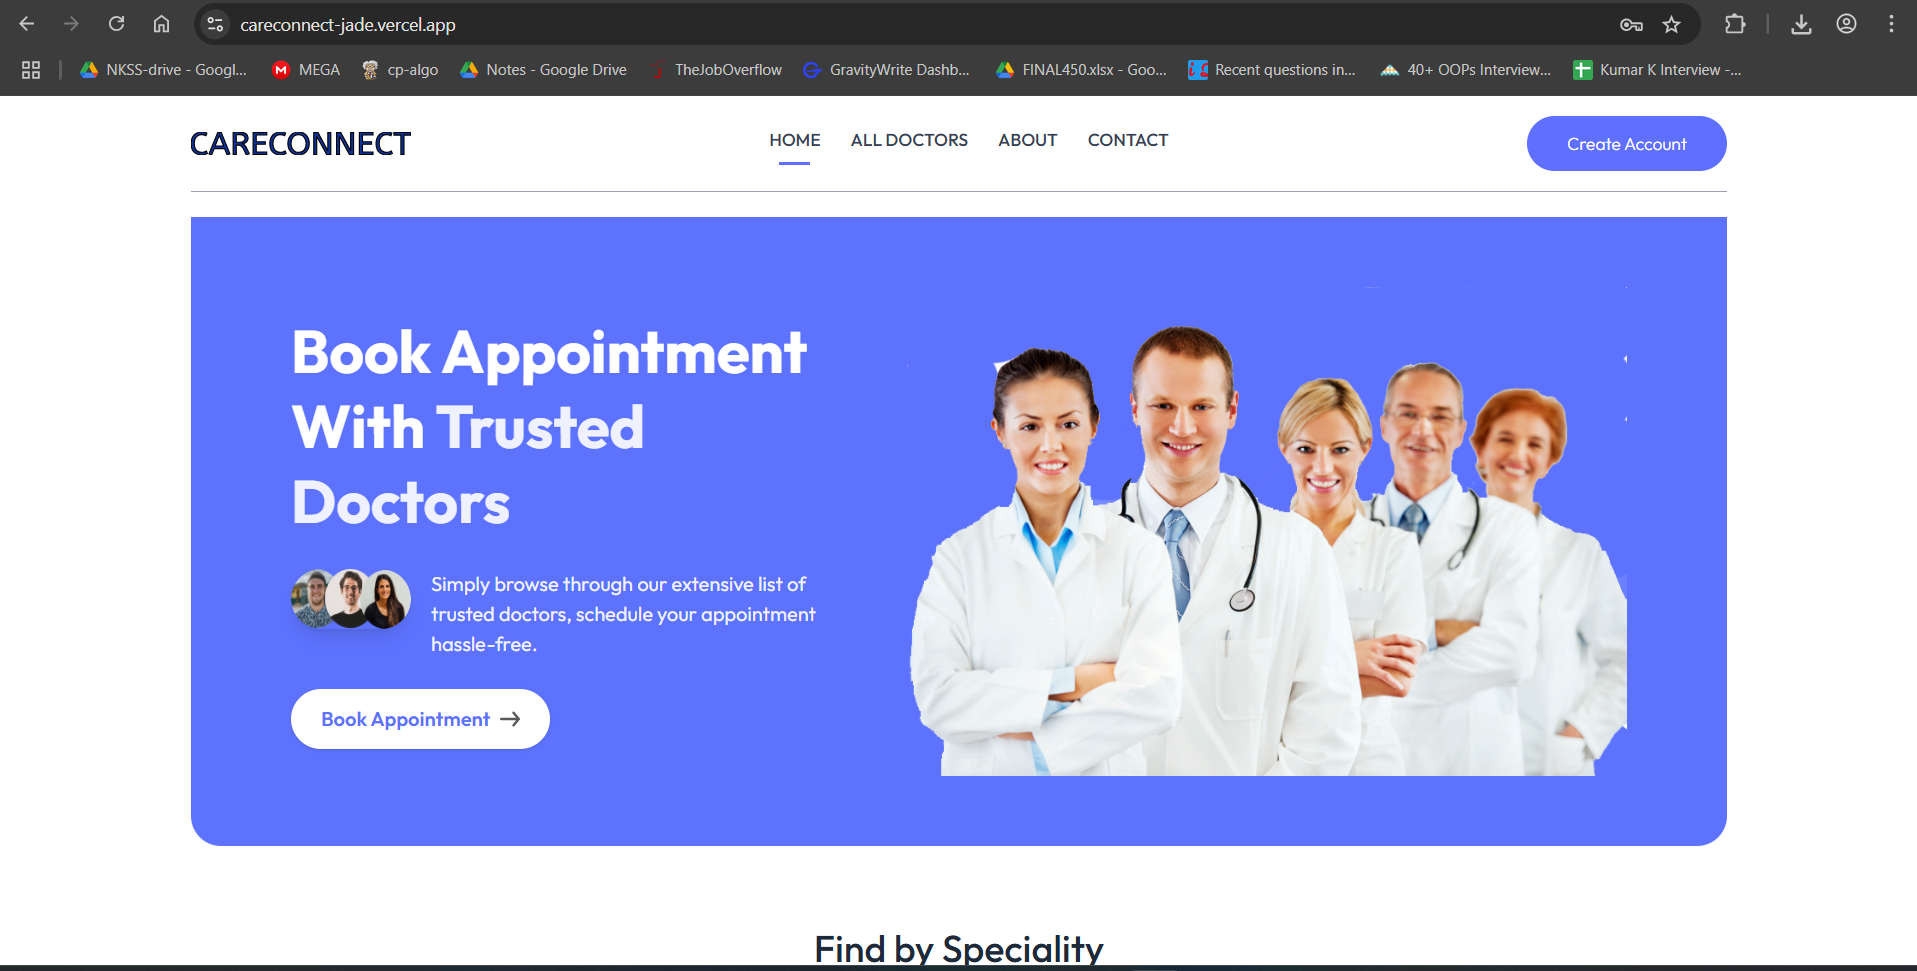 careconnect-jade.vercel.app
NKSS-drive - Googl...
MEGA
cp-algo
Notes - Google Drive
TheJobOverflow
GravityWrite Dashb...
FINAL450.xlsx - Goo...
Recent questions in...
40+ OOPs Interview...
Kumar K Interview -...
CARECONNECT
HOME
ALL DOCTORS
ABOUT
CONTACT
Create Account
Book Appointment
With Trusted
Doctors
Simply browse through our extensive list of
trusted doctors, schedule your appointment
hassle-free.
Book Appointment
Find by Speciality